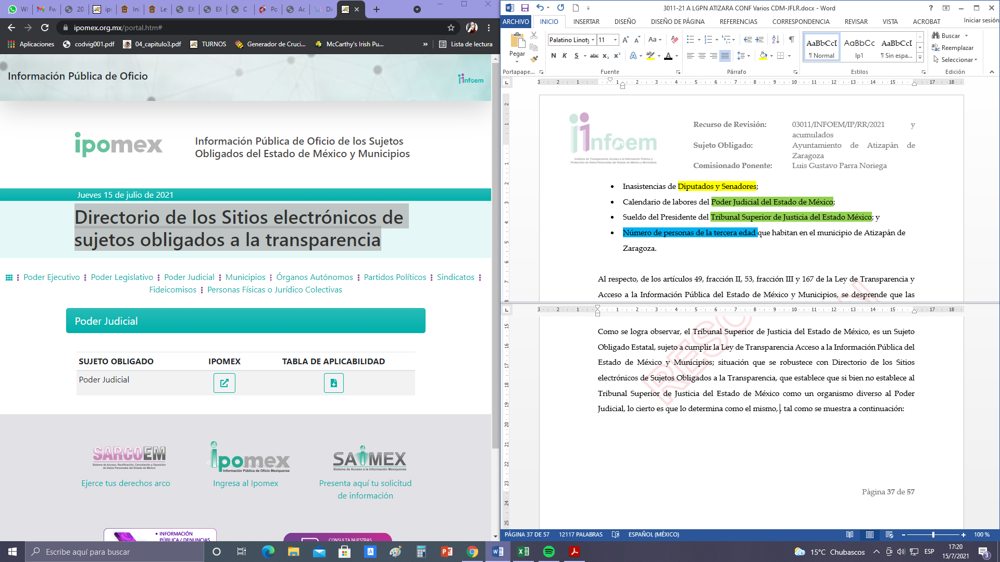 ipomex.org.mx/portal.htm#
Aplicaciones
codvig001.pdf
04_capitulo3.pdf
TURNOS
Generador de Cruci...
McCarthy's Irish Pu...
»
Lista de lectura
Información Pública de Oficio
infoem
ipomex
Información Pública de Oficio de los Sujetos
Obligados del Estado de México y Municipios
Jueves 15 de julio de 2021
Directorio de los Sitios electrónicos de
sujetos obligados a la transparencia
Poder Ejecutivo
Poder Legislativo
Poder Judicial
Municipios
Órganos Autónomos
Partidos Políticos
Sindicatos
Fideicomisos
Personas Físicas o Jurídico Colectivas
Poder Judicial
SUJETO OBLIGADO IPOMEX TABLA DE APLICABILIDAD
Poder Judicial
SARCOEM
Sistema de Acceso, Rectificación, Cancelación y Oposición
de Datos Personales del Estado de México
Ejerce tus derechos arco
ipomex
Información Pública de Oficio Mexiquense
Ingresa al Ipomex
SAIMEX
Sistema de Acceso a la Información Mexiquense
Presenta aquí tu solicitud
de información
• INFORMACIÓN
PÚBLICA / DENUNCIAS
CONSULTA NUESTRAS
3011-21 A LGPN ATIZARA CONF Varios CDM-JFLR.docx - Word
ARCHIVO INICIO INSERTAR DISEÑO DISEÑO DE PÁGINA REFERENCIAS CORRESPONDENCIA REVISAR VISTA ACROBAT Iniciar sesión
Palatino Linoty 11
Pegar
N K S abc x₂ x²
AaBbCcI AaBbCc AaBbCcI
¶ Normal lp1 ¶ Sin espa...
Buscar
Reemplazar
Seleccionar
Portapape... Fuente Párrafo Estilos Edición
infoem
Instituto de Transparencia, Acceso a la Información Pública y
Protección de Datos Personales del Estado de México y Municipios
Recurso de Revisión: 03011/INFOEM/IP/RR/2021 y
acumulados
Sujeto Obligado: Ayuntamiento de Atizapán de
Zaragoza
Comisionado Ponente: Luis Gustavo Parra Noriega
• Inasistencias de Diputados y Senadores;
• Calendario de labores del Poder Judicial del Estado de México;
• Sueldo del Presidente del Tribunal Superior de Justicia del Estado México; y
• Número de personas de la tercera edad que habitan en el municipio de Atizapán de
Zaragoza.
Al respecto, de los artículos 49, fracción II, 53, fracción III y 167 de la Ley de Transparencia y
Acceso a la Información Pública del Estado de México y Municipios, se desprende que las
Como se logra observar, el Tribunal Superior de Justicia del Estado de México, es un Sujeto
Obligado Estatal, sujeto a cumplir la Ley de Transparencia Acceso a la Información Pública del
Estado de México y Municipios; situación que se robustece con Directorio de los Sitios
electrónicos de Sujetos Obligados a la Transparencia, que establece que si bien no establece al
Tribunal Superior de Justicia del Estado de México como un organismo diverso al Poder
Judicial, lo cierto es que lo determina como el mismo, , tal como se muestra a continuación:
Página 37 de 57
PÁGINA 37 DE 57 12117 PALABRAS ESPAÑOL (MÉXICO) 100 %
Escribe aquí para buscar
15°C Chubascos
ESP
17:20
15/7/2021
3